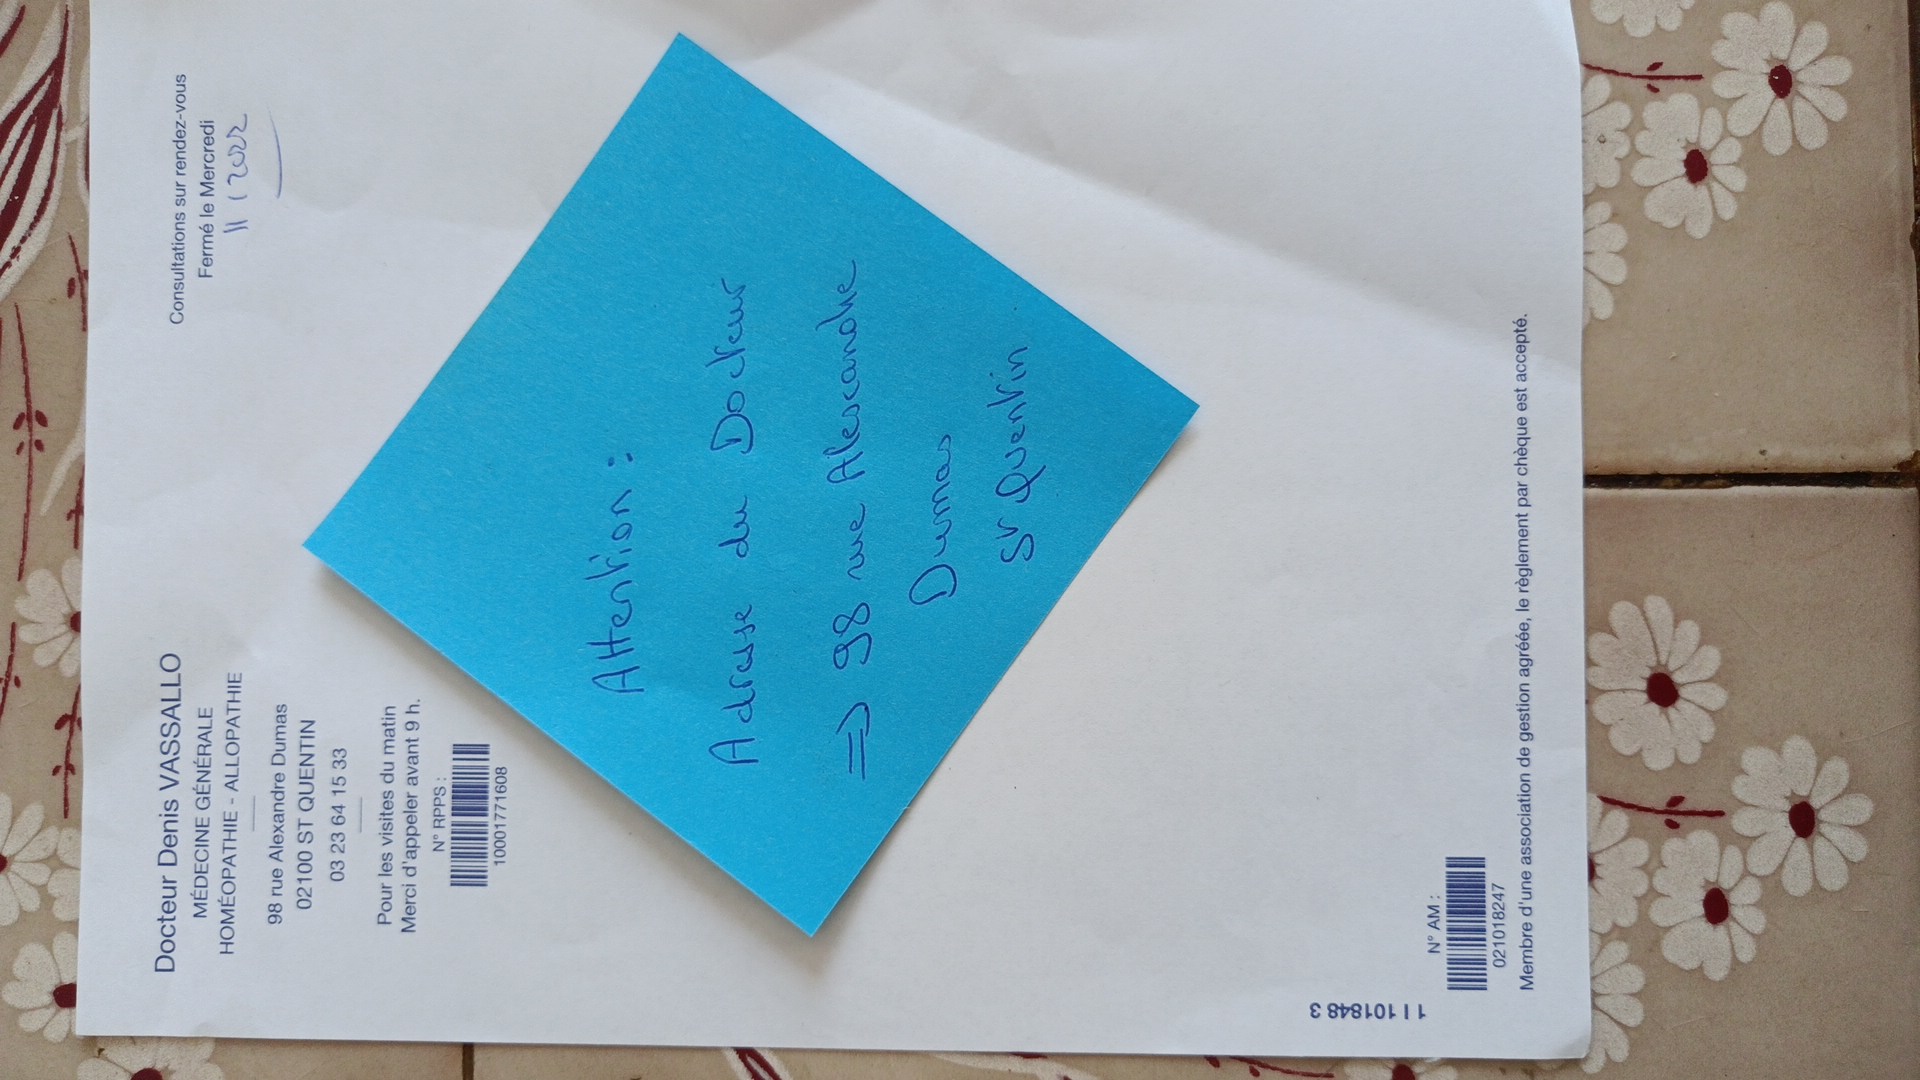 Docteur Denis VASSALLO
MÉDECINE GÉNÉRALE
HOMÉOPATHIE - ALLOPATHIE
98 rue Alexandre Dumas
02100 ST QUENTIN
03 23 64 15 33
Pour les visites du matin
Merci d'appeler avant 9 h.
N° RPPS :
10001771608
Consultations sur rendez-vous
Fermé le Mercredi
Attention :
Adresse du Docteur
=> 98 rue Alexandre
Dumas
St Quentin
1 I 101848 3
N° AM :
021018247
Membre d'une association de gestion agréée, le règlement par chèque est accepté.